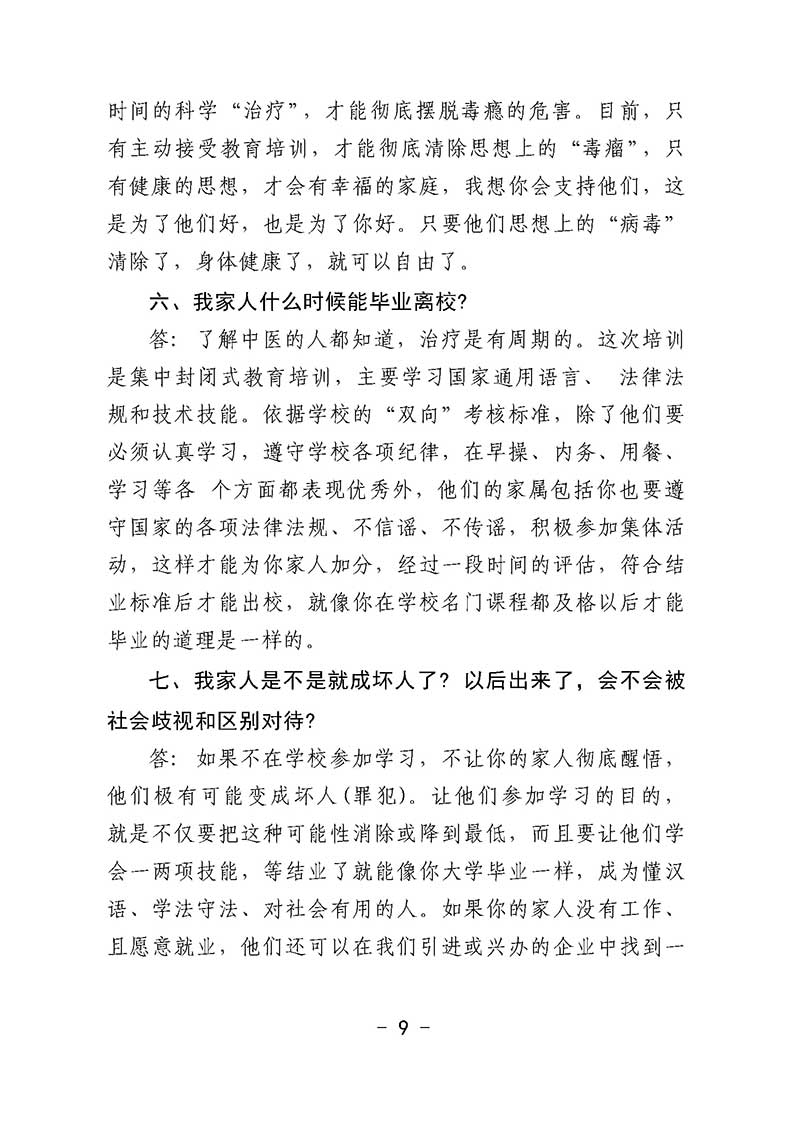 时间的科学“治疗”，才能彻底摆脱毒瘾的危害。目前，只
有主动接受教育培训，才能彻底清除思想上的“毒瘤”，只
有健康的思想，才会有幸福的家庭，我想你会支持他们，这
是为了他们好，也是为了你好。只要他们思想上的“病毒”
清除了，身体健康了，就可以自由了。
六、我家人什么时候能毕业离校?
答： 了解中医的人都知道，治疗是有周期的。这次培训
是集中封闭式教育培训，主要学习国家通用语言、 法律法
规和技术技能。依据学校的“双向”考核标准，除了他们要
必须认真学习，遵守学校各项纪律，在早操、内务、用餐、
学习等各 个方面都表现优秀外，他们的家属包括你也要遵
守国家的各项法律法规、不信谣、不传谣，积极参加集体活
动，这样才能为你家人加分，经过一段时间的评估，符合结
业标准后才能出校，就像你在学校名门课程都及格以后才能
毕业的道理是一样的。
七、我家人是不是就成坏人了? 以后出来了，会不会被
社会歧视和区别对待?
答： 如果不在学校参加学习，不让你的家人彻底醒悟，
他们极有可能变成坏人(罪犯)。让他们参加学习的目的，
就是不仅要把这种可能性消除或降到最低，而且要让他们学
会一两项技能，等结业了就能像你大学毕业一样，成为懂汉
语、学法守法、对社会有用的人。如果你的家人没有工作、
且愿意就业，他们还可以在我们引进或兴办的企业中找到一
- 9 -